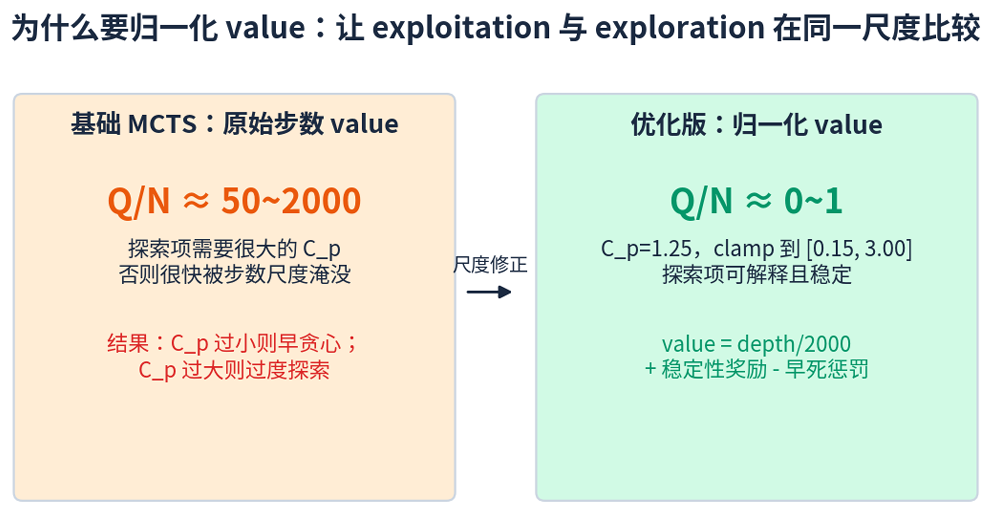 为什么要归一化 value：让 exploitation 与 exploration 在同一尺度比较
基础 MCTS：原始步数 value
Q/N ≈ 50~2000
探索项需要很大的 C_p
否则很快被步数尺度淹没
结果：C_p 过小则早贪心；
C_p 过大则过度探索
尺度修正
优化版：归一化 value
Q/N ≈ 0~1
C_p=1.25，clamp 到 [0.15, 3.00]
探索项可解释且稳定
value = depth/2000
+ 稳定性奖励 - 早死惩罚